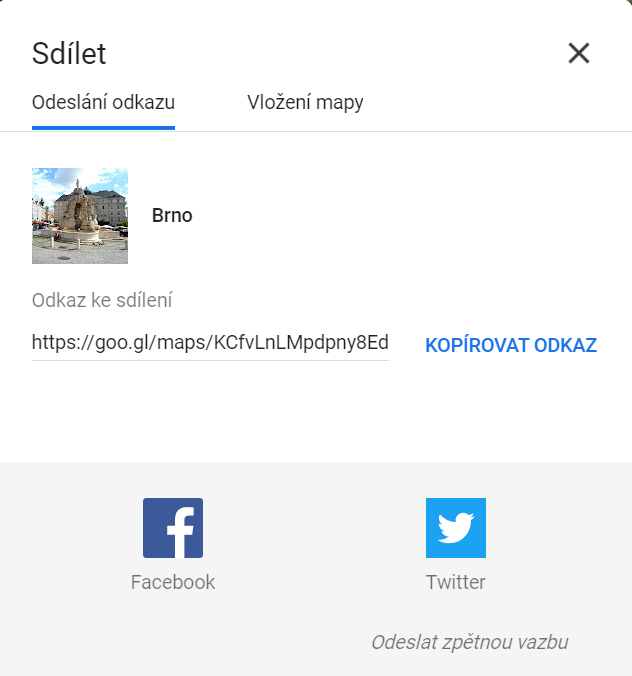 Sdílet
Odeslání odkazu Vložení mapy
Brno
Odkaz ke sdílení
https://goo.gl/maps/KCfvLnLMpdpny8Ed KOPÍROVAT ODKAZ
Facebook Twitter
Odeslat zpětnou vazbu